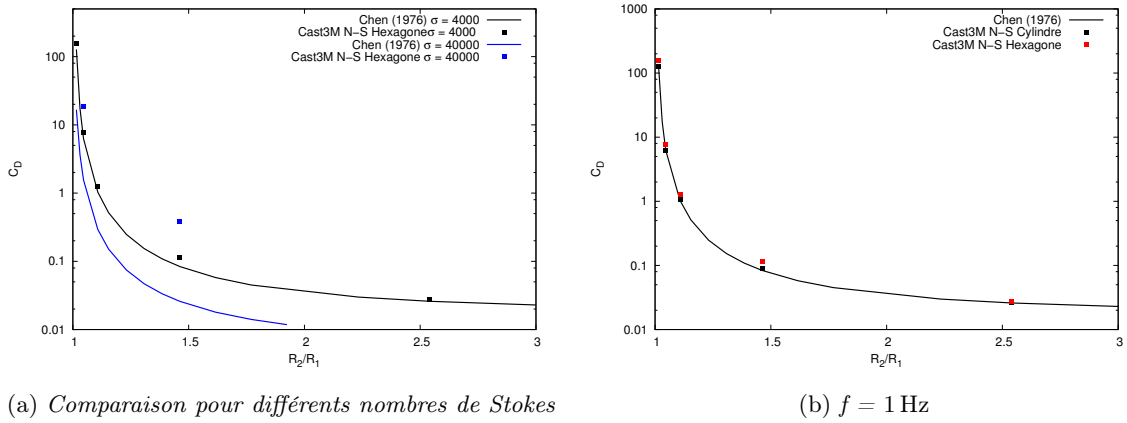 Chen (1976) σ = 4000
Cast3M N−S Hexagoneσ = 4000
Chen (1976) σ = 40000
Cast3M N−S Hexagone σ = 40000
100
10
1
0.1
0.01
C_D
1
1.5
2
2.5
3
R_2/R_1
(a) Comparaison pour différents nombres de Stokes
Chen (1976)
Cast3M N−S Cylindre
Cast3M N−S Hexagone
1000
100
10
1
0.1
0.01
C_D
1
1.5
2
2.5
3
R_2/R_1
(b) f = 1 Hz